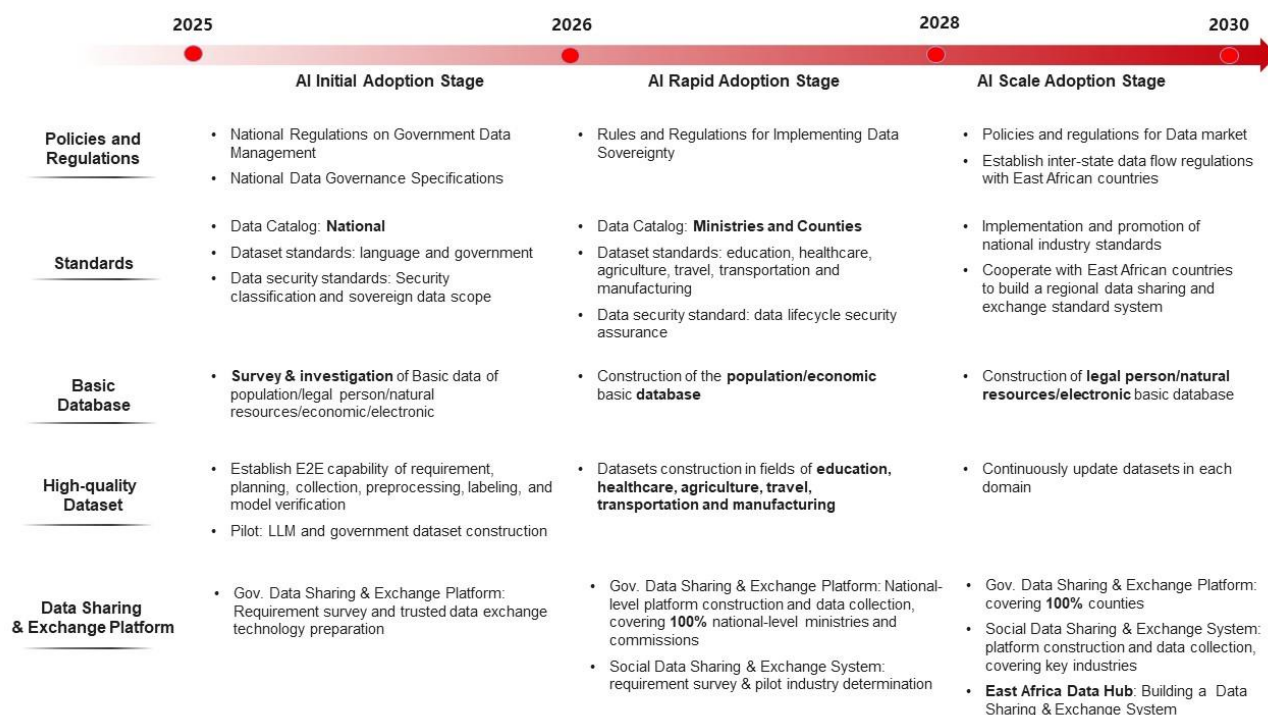 2025
2026
2028
2030
AI Initial Adoption Stage
AI Rapid Adoption Stage
AI Scale Adoption Stage
Policies and
Regulations
• National Regulations on Government Data
Management
• National Data Governance Specifications
• Rules and Regulations for Implementing Data
Sovereignty
• Policies and regulations for Data market
• Establish inter-state data flow regulations
with East African countries
Standards
• Data Catalog: National
• Dataset standards: language and government
• Data security standards: Security
classification and sovereign data scope
• Data Catalog: Ministries and Counties
• Dataset standards: education, healthcare,
agriculture, travel, transportation and
manufacturing
• Data security standard: data lifecycle security
assurance
• Implementation and promotion of
national industry standards
• Cooperate with East African countries
to build a regional data sharing and
exchange standard system
Basic
Database
• Survey & investigation of Basic data of
population/legal person/natural
resources/economic/electronic
• Construction of the population/economic
basic database
• Construction of legal person/natural
resources/electronic basic database
High-quality
Dataset
• Establish E2E capability of requirement,
planning, collection, preprocessing, labeling, and
model verification
• Pilot: LLM and government dataset construction
• Datasets construction in fields of education,
healthcare, agriculture, travel,
transportation and manufacturing
• Continuously update datasets in each
domain
Data Sharing
& Exchange Platform
• Gov. Data Sharing & Exchange Platform:
Requirement survey and trusted data exchange
technology preparation
• Gov. Data Sharing & Exchange Platform: National-
level platform construction and data collection,
covering 100% national-level ministries and
commissions
• Social Data Sharing & Exchange System:
requirement survey & pilot industry determination
• Gov. Data Sharing & Exchange Platform:
covering 100% counties
• Social Data Sharing & Exchange System:
platform construction and data collection,
covering key industries
• East Africa Data Hub: Building a Data
Sharing & Exchange System